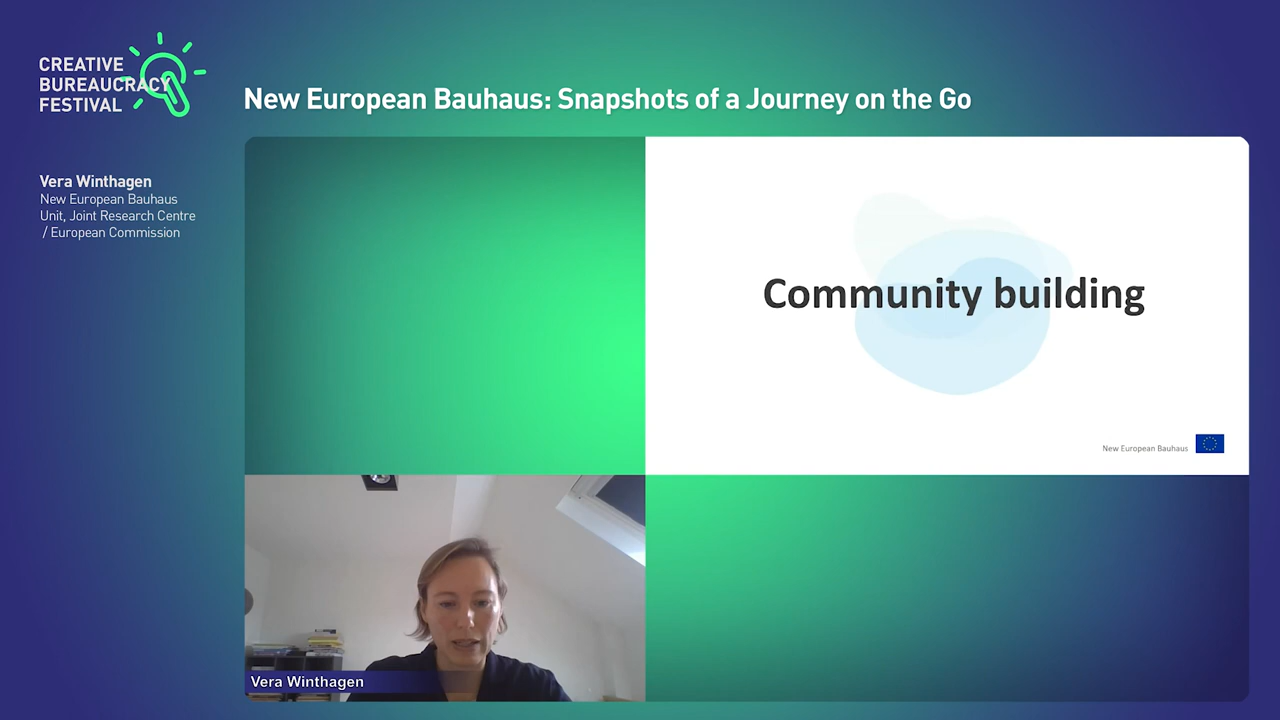 CREATIVE
BUREAUCRACY
FESTIVAL
New European Bauhaus: Snapshots of a Journey on the Go
Vera Winthagen
New European Bauhaus
Unit, Joint Research Centre
/ European Commission
Community building
New European Bauhaus
Vera Winthagen